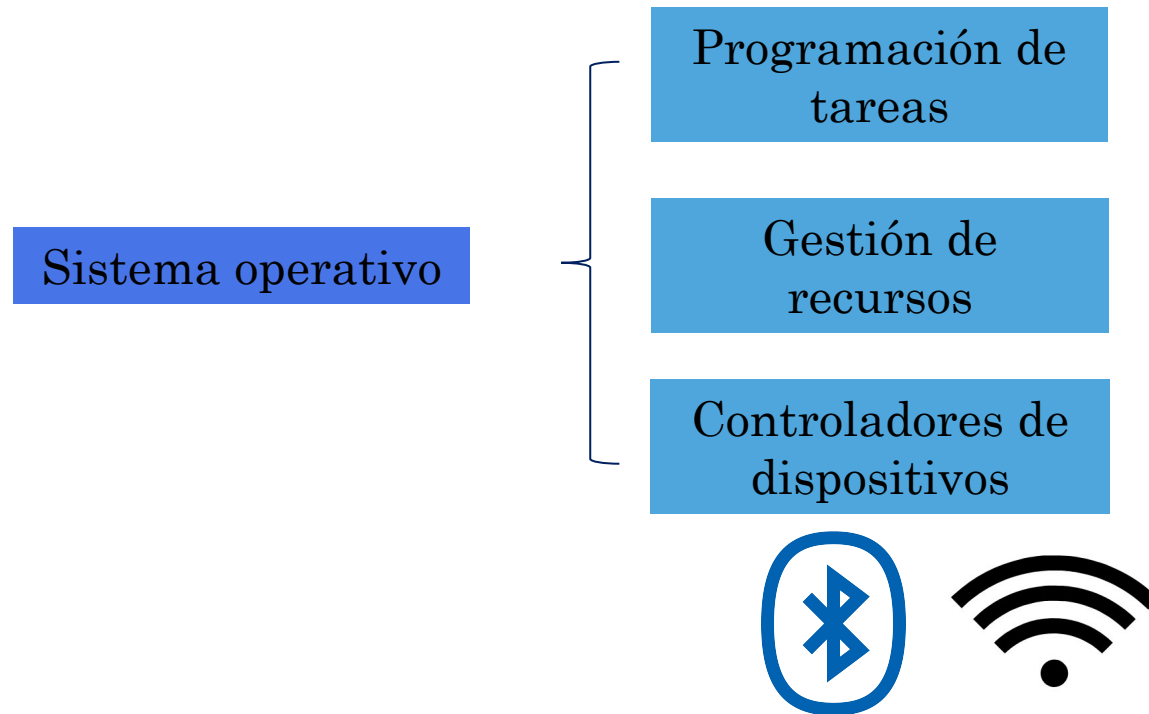 Programación de
tareas
Sistema operativo
Gestión de
recursos
Controladores de
dispositivos